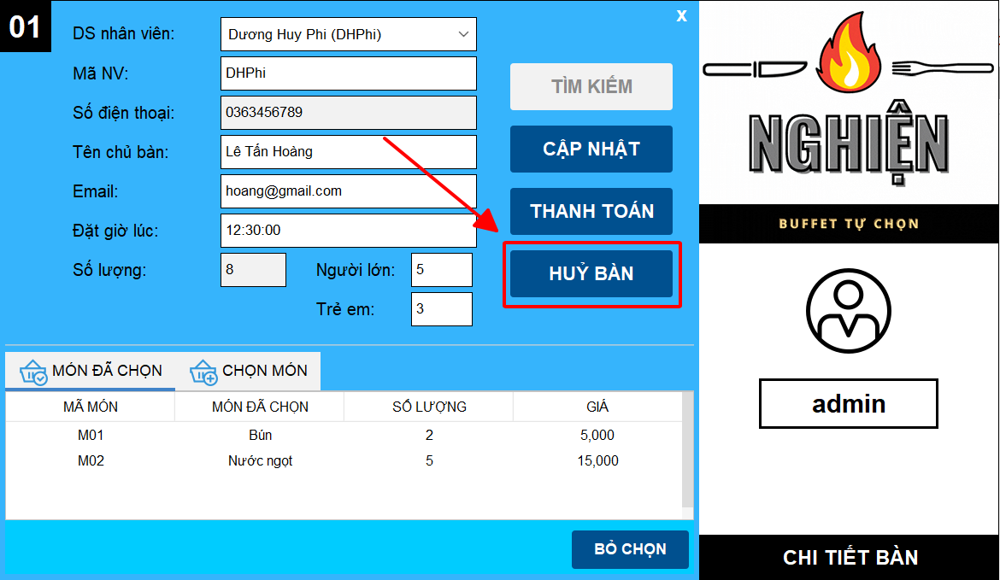 01
X
DS nhân viên:
Dương Huy Phi (DHPhi)
Mã NV:
DHPhi
Số điện thoại:
0363456789
Tên chủ bàn:
Lê Tấn Hoàng
Email:
hoang@gmail.com
Đặt giờ lúc:
12:30:00
Số lượng:
8
Người lớn:
5
Trẻ em:
3
TÌM KIẾM
CẬP NHẬT
THANH TOÁN
HUỶ BÀN
MÓN ĐÃ CHỌN
CHỌN MÓN
MÃ MÓN MÓN ĐÃ CHỌN SỐ LƯỢNG GIÁ
M01 Bún 2 5,000
M02 Nước ngọt 5 15,000
BỎ CHỌN
NGHIỆN
BUFFET TỰ CHỌN
admin
CHI TIẾT BÀN